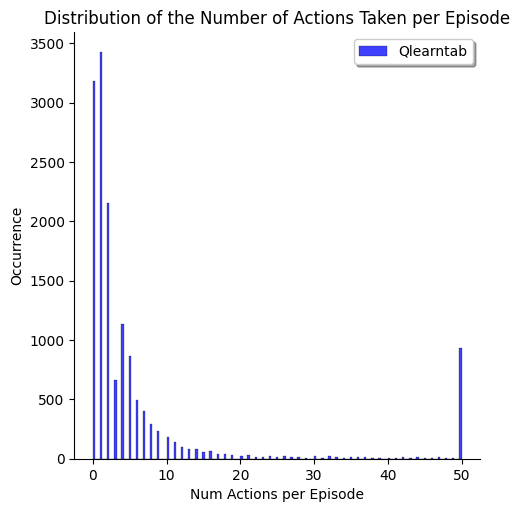 Distribution of the Number of Actions Taken per Episode
Qlearntab
3500
3000
2500
2000
1500
1000
500
0
Occurrence
0 10 20 30 40 50
Num Actions per Episode